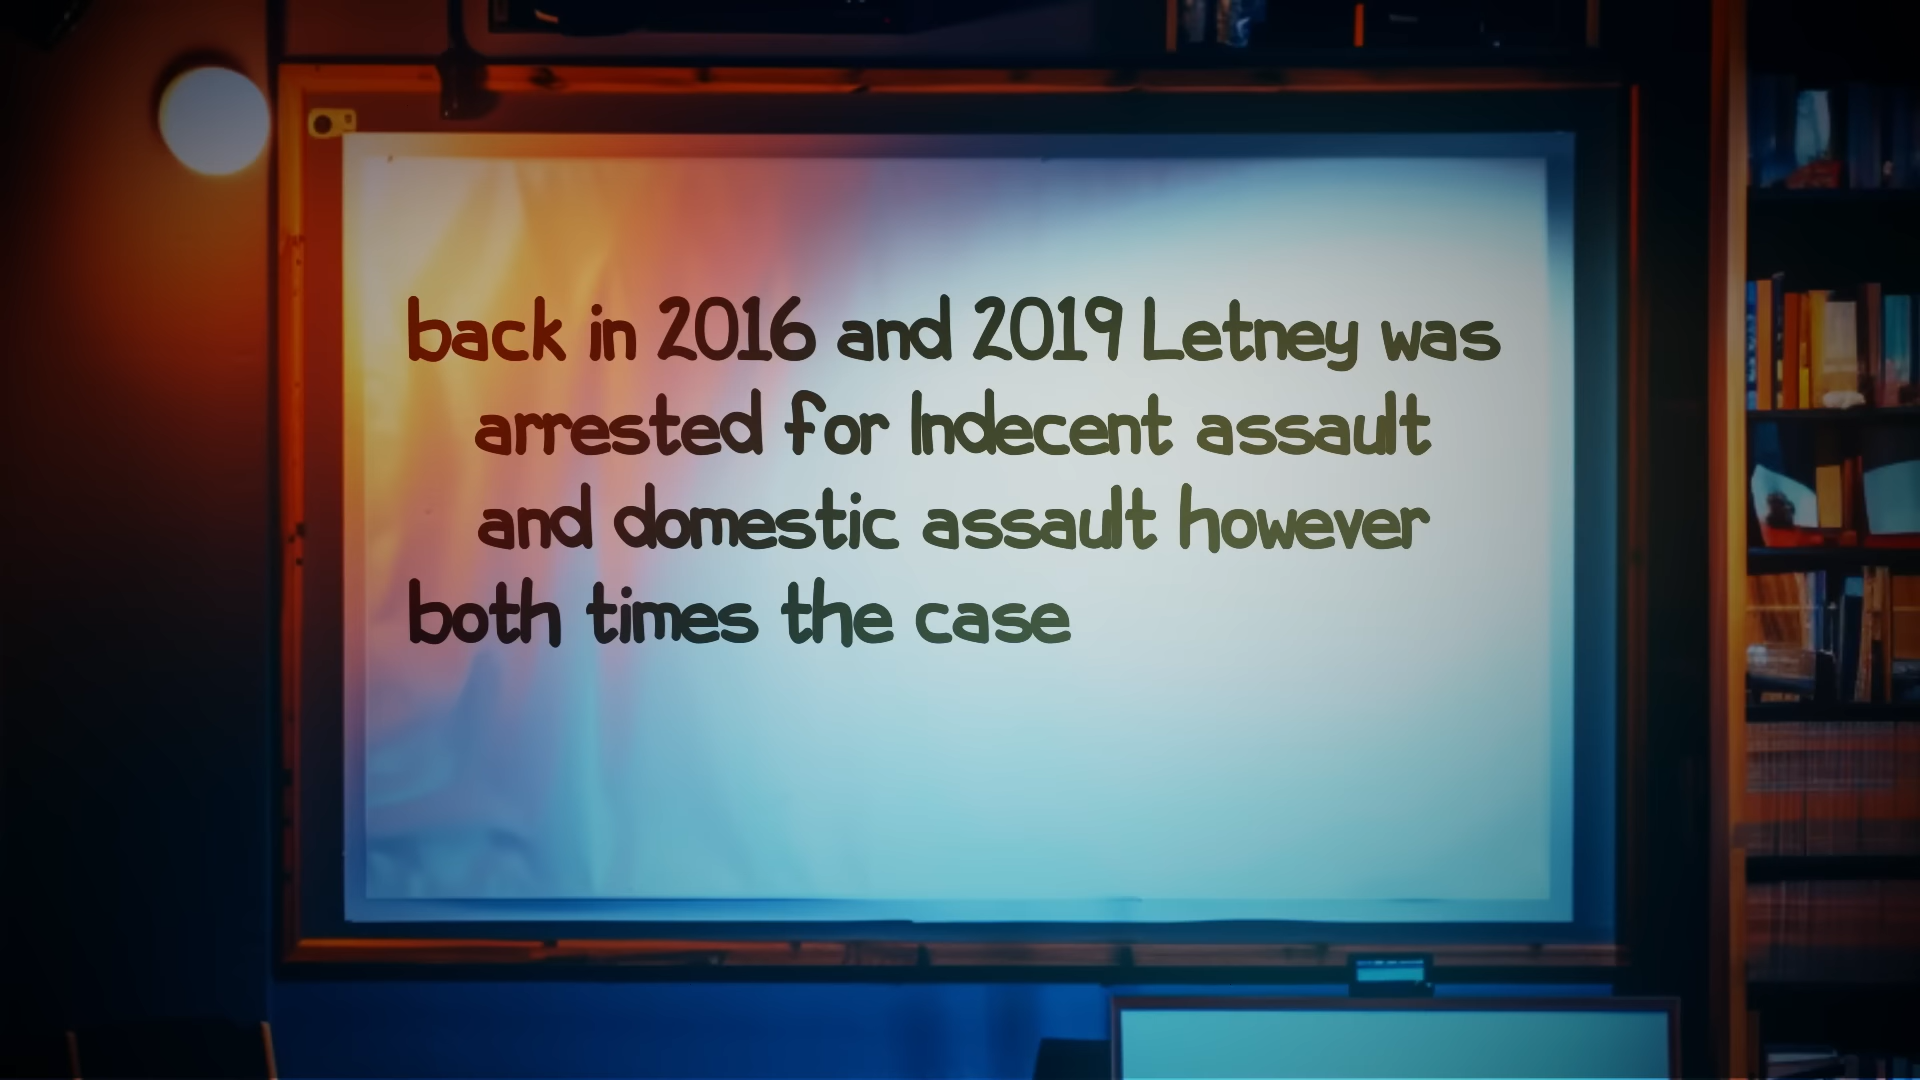 back in 2016 and 2019 Letney was
arrested for Indecent assault
and domestic assault however
both times the case